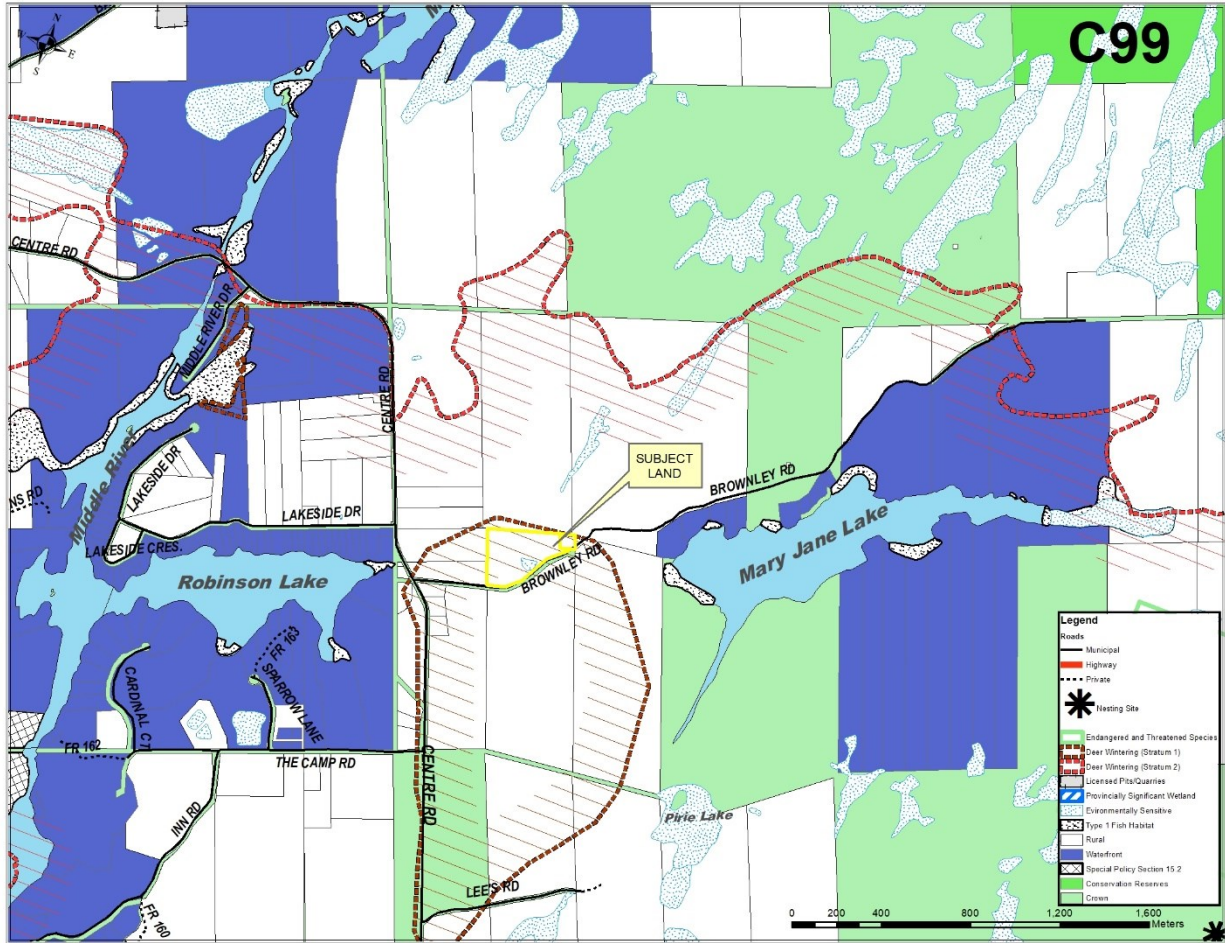 C99
N
W
E
S
CENTRE RD
MIDDLE RIVER DR
CENTRE RD
Middle River
LAKESIDE DR
LAKESIDE DR
LAKESIDE CRES.
NS RD
Robinson Lake
SUBJECT
LAND
BROWNLEY RD
BROWNLEY RD
Mary Jane Lake
CARDINAL CT
FR 163
SPARROW LANE
FR 162
THE CAMP RD
CENTRE RD
INN RD
FR 160
LEE'S RD
Pirie Lake
Legend
Roads
Municipal
Highway
Private
Nesting Site
Endangered and Threatened Species
Deer Wintering (Stratum 1)
Deer Wintering (Stratum 2)
Licensed Pits/Quarries
Provincially Significant Wetland
Evironmentally Sensitive
Type 1 Fish Habitat
Rural
Waterfront
Special Policy Section 15.2
Conservation Reserves
Crown
0 200 400 800 1,200 1,600
Meters